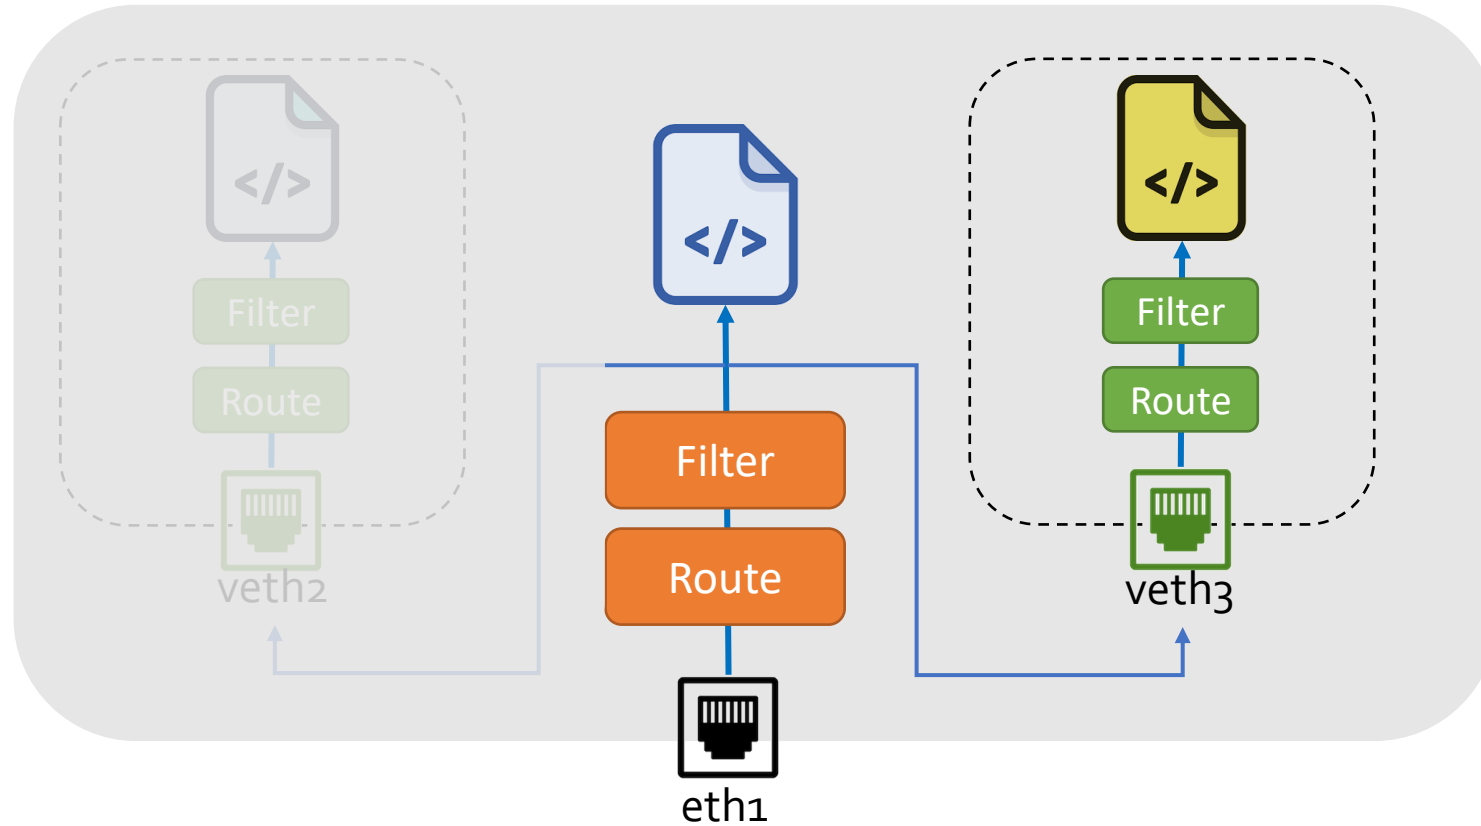 </>
</>
</>
Filter
Filter
Route
Route
Filter
Route
veth2
veth3
eth1